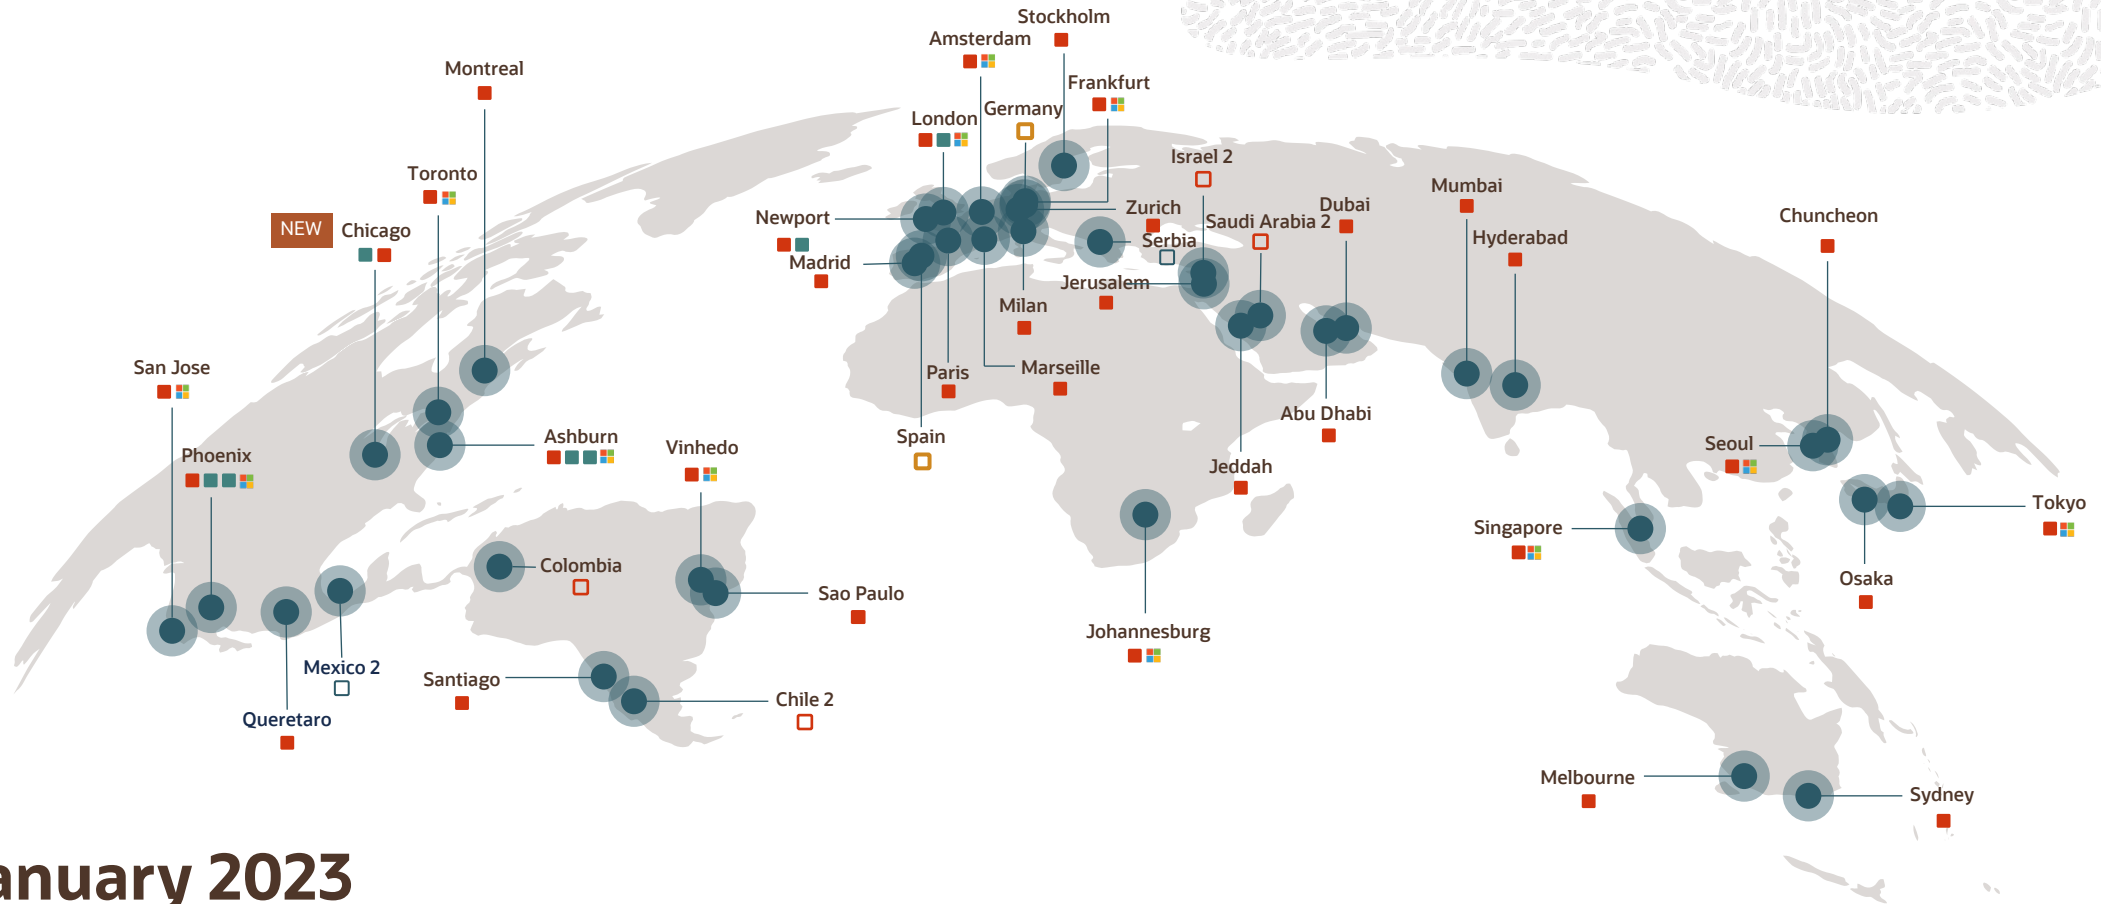 Stockholm
Amsterdam
Montreal
Frankfurt
Germany
London
Israel 2
Toronto
Mumbai
NEW
Chicago
Newport
Zurich
Dubai
Saudi Arabia 2
Chuncheon
Hyderabad
Serbia
Madrid
Jerusalem
Milan
San Jose
Paris
Marseille
Abu Dhabi
Ashburn
Spain
Vinhedo
Phoenix
Seoul
Jeddah
Tokyo
Singapore
Colombia
Osaka
Sao Paulo
Johannesburg
Mexico 2
Santiago
Chile 2
Queretaro
Melbourne
Sydney
anuary 2023